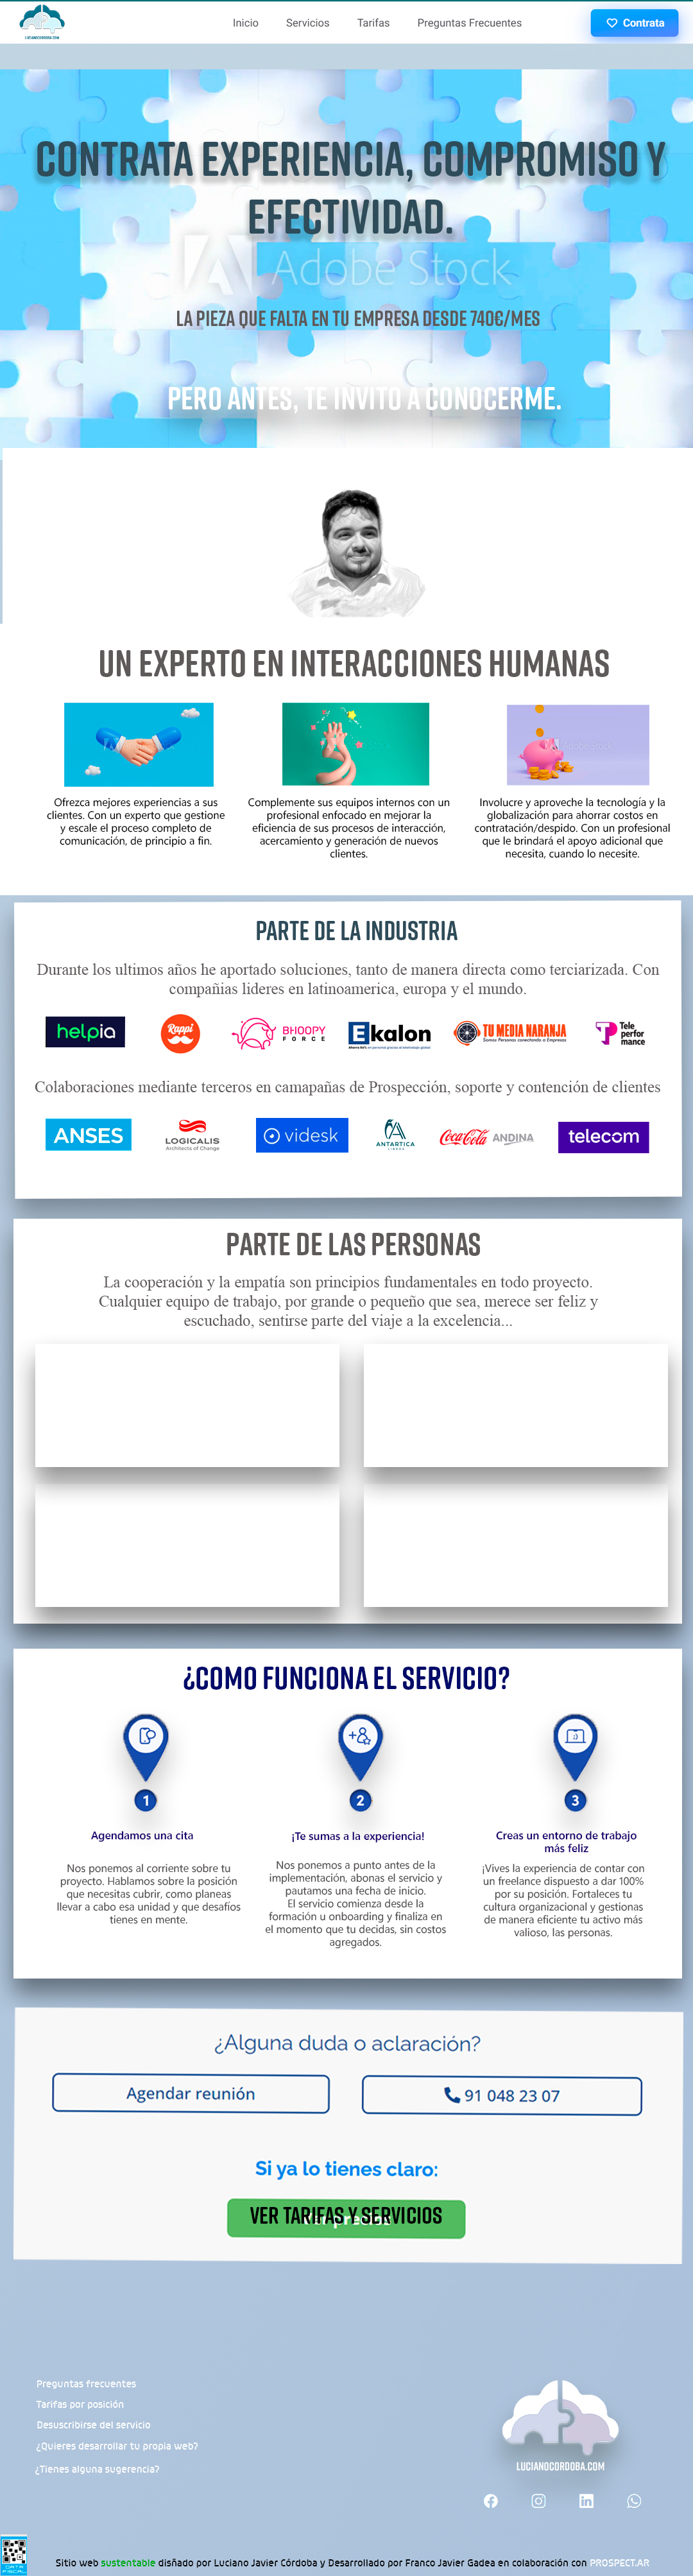 LUCIANOCORDOBA.COM
Inicio Servicios Tarifas Preguntas Frecuentes Contrata
CONTRATA EXPERIENCIA, COMPROMISO Y
EFECTIVIDAD.
Adobe Stock
LA PIEZA QUE FALTA EN TU EMPRESA DESDE 740€/MES
PERO ANTES, TE INVITO A CONOCERME.
UN EXPERTO EN INTERACCIONES HUMANAS
Ofrezca mejores experiencias a sus
clientes. Con un experto que gestione
y escale el proceso completo de
comunicación, de principio a fin.
Complemente sus equipos internos con un
profesional enfocado en mejorar la
eficiencia de sus procesos de interacción,
acercamiento y generación de nuevos
clientes.
Involucre y aproveche la tecnología y la
globalización para ahorrar costos en
contratación/despido. Con un profesional
que le brindará el apoyo adicional que
necesita, cuando lo necesite.
PARTE DE LA INDUSTRIA
Durante los ultimos años he aportado soluciones, tanto de manera directa como terciarizada. Con
compañias lideres en latinoamerica, europa y el mundo.
helpia
Rappi
BHOOPY
FORCE
Ekalon
TU MEDIA NARANJA
Somos Personas conectando a Empresas
Tele
perfor
mance
Colaboraciones mediante terceros en camapañas de Prospección, soporte y contención de clientes
ANSES
LOGICALIS
Architects of Change
videsk
ANTARTICA
LIBROS
Coca-Cola ANDINA
telecom
PARTE DE LAS PERSONAS
La cooperación y la empatía son principios fundamentales en todo proyecto.
Cualquier equipo de trabajo, por grande o pequeño que sea, merece ser feliz y
escuchado, sentirse parte del viaje a la excelencia...
¿COMO FUNCIONA EL SERVICIO?
1
2
3
Agendamos una cita
Nos ponemos al corriente sobre tu
proyecto. Hablamos sobre la posición
que necesitas cubrir, como planeas
llevar a cabo esa unidad y que desafíos
tienes en mente.
¡Te sumas a la experiencia!
Nos ponemos a punto antes de la
implementación, abonas el servicio y
pautamos una fecha de inicio.
El servicio comienza desde la
formación u onboarding y finaliza en
el momento que tu decidas, sin costos
agregados.
Creas un entorno de trabajo
más feliz
¡Vives la experiencia de contar con
un freelance dispuesto a dar 100%
por su posición. Fortaleces tu
cultura organizacional y gestionas
de manera eficiente tu activo más
valioso, las personas.
¿Alguna duda o aclaración?
Agendar reunión
91 048 23 07
Si ya lo tienes claro:
VER TARIFAS Y SERVICIOS
Preguntas frecuentes
Tarifas por posición
Desuscribirse del servicio
¿Quieres desarrollar tu propia web?
¿Tienes alguna sugerencia?
LUCIANOCORDOBA.COM
DATA
FISCAL
Sitio web sustentable disñado por Luciano Javier Córdoba y Desarrollado por Franco Javier Gadea en colaboración con PROSPECT.AR